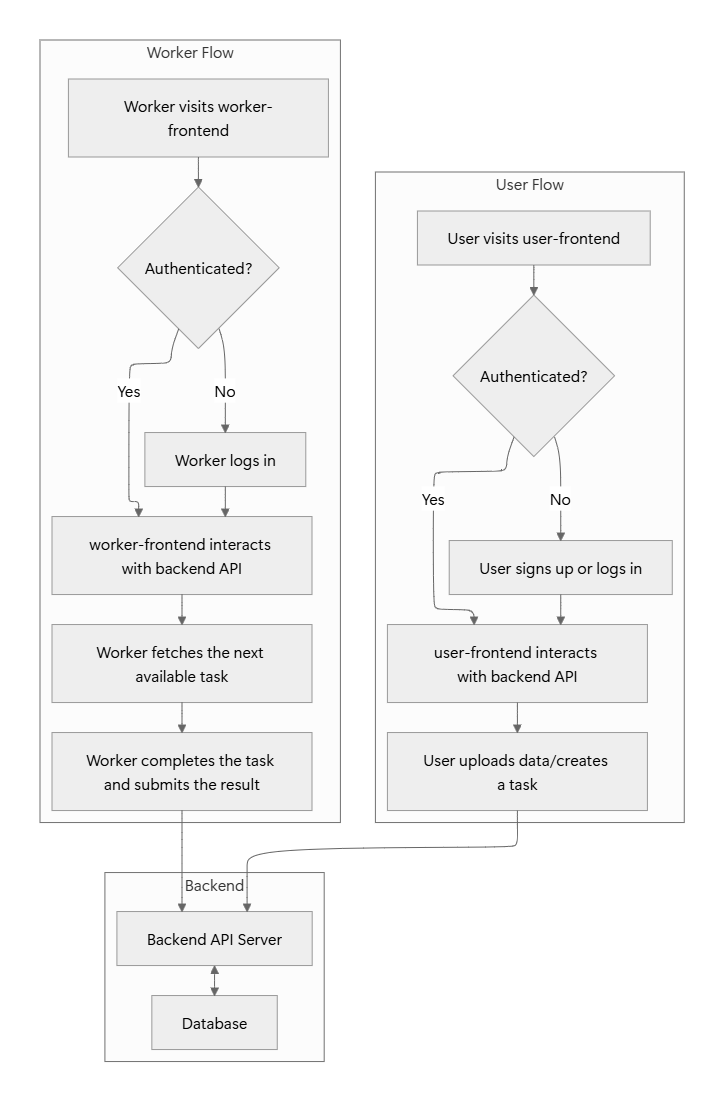 Worker Flow
Worker visits worker-
frontend
Authenticated?
Yes
No
Worker logs in
worker-frontend interacts
with backend API
Worker fetches the next
available task
Worker completes the task
and submits the result
User Flow
User visits user-frontend
Authenticated?
Yes
No
User signs up or logs in
user-frontend interacts
with backend API
User uploads data/creates
a task
Backend
Backend API Server
Database